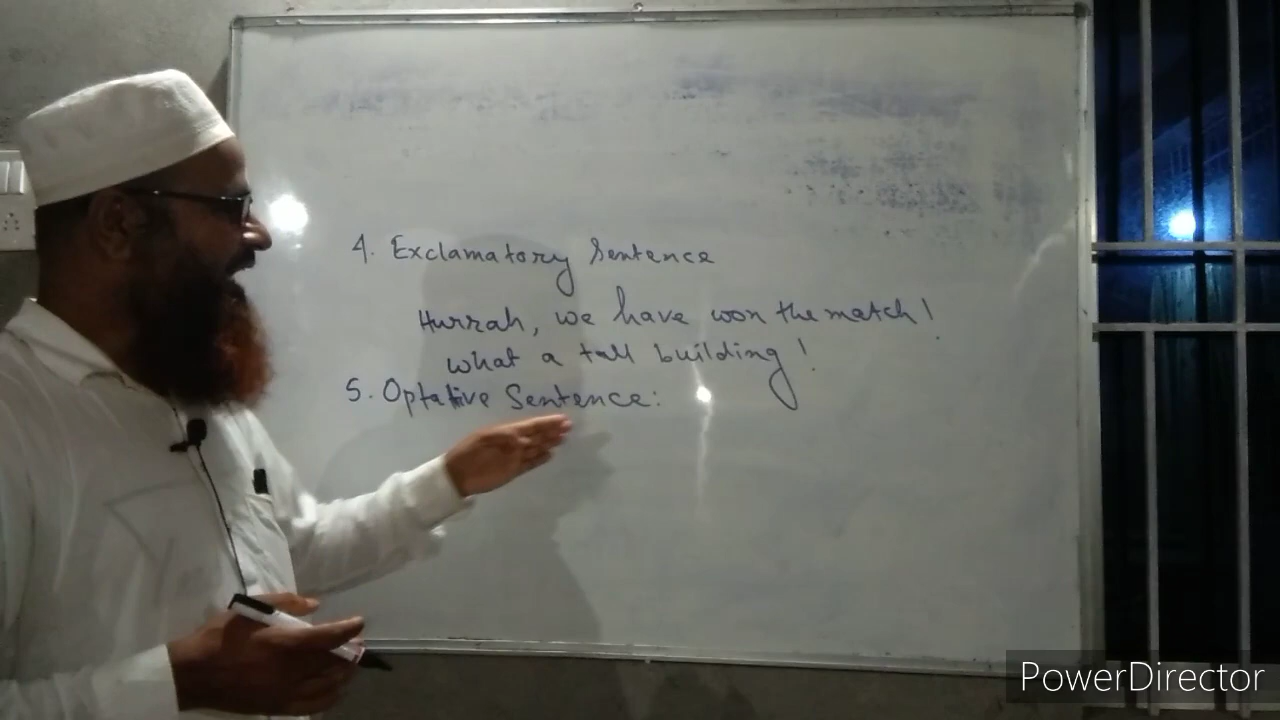 4. Exclamatory Sentence
Hurrah, we have won the match!
What a tall building!
5. Optative Sentence:
PowerDirector